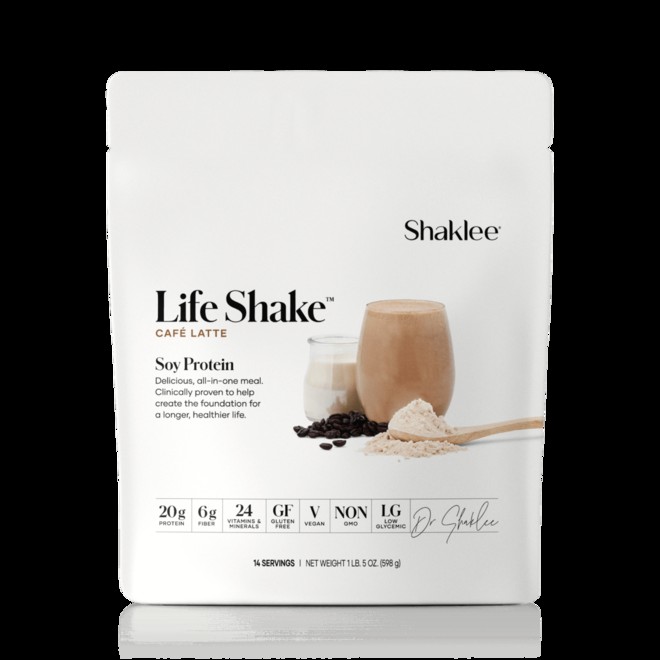 Shaklee®
Life Shake™
CAFÉ LATTE
Soy Protein
Delicious, all-in-one meal.
Clinically proven to help
create the foundation for
a longer, healthier life.
20g PROTEIN
6g FIBER
24 VITAMINS & MINERALS
GF GLUTEN FREE
V VEGAN
NON GMO
LG LOW GLYCEMIC
Dr Shaklee
14 SERVINGS | NET WEIGHT 1 LB. 5 OZ. (598 g)